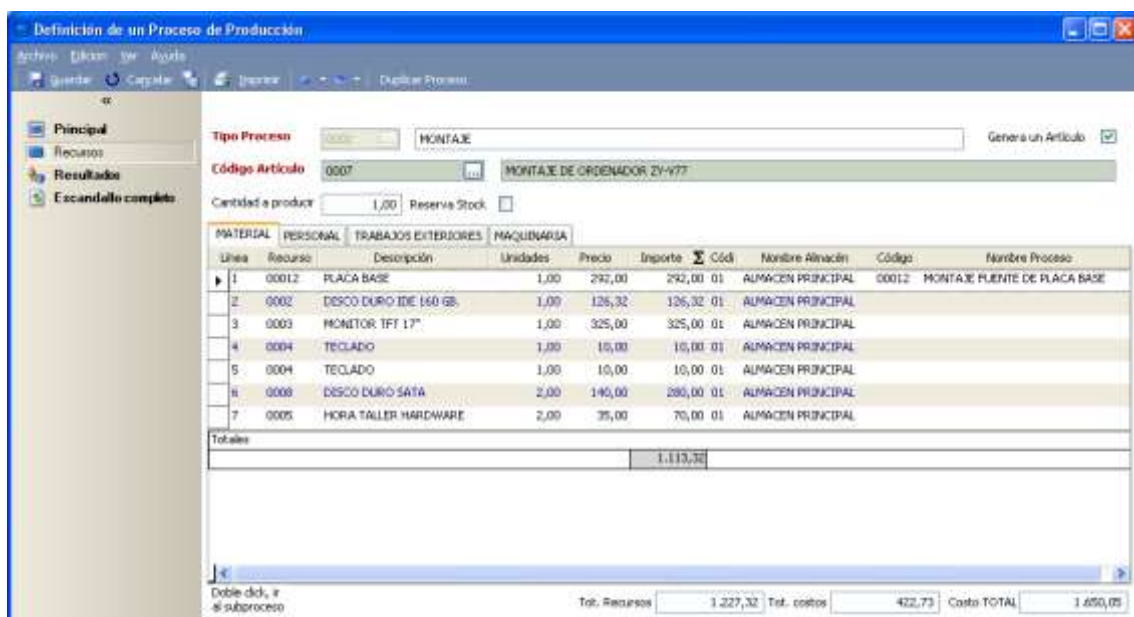 Definición de un Proceso de Producción
Archivo Edicion Ver Ayuda
Guardar Cancelar Imprimir Duplicar Proceso
«
Principal
Recursos
Resultados
Escandallo completo
Tipo Proceso MONTAJE Genera un Artículo
Código Artículo 0007 ... MONTAJE DE ORDENADOR ZY-V77
Cantidad a producir 1,00 Reserva Stock
MATERIAL PERSONAL TRABAJOS EXTERIORES MAQUINARIA
Línea Recurso Descripción Unidades Precio Importe Σ Códi Nombre Almacén Código Nombre Proceso
1 00012 PLACA BASE 1,00 292,00 292,00 01 ALMACEN PRINCIPAL 00012 MONTAJE FUENTE DE PLACA BASE
2 0002 DISCO DURO IDE 160 GB. 1,00 126,32 126,32 01 ALMACEN PRINCIPAL
3 0003 MONITOR TFT 17" 1,00 325,00 325,00 01 ALMACEN PRINCIPAL
4 0004 TECLADO 1,00 10,00 10,00 01 ALMACEN PRINCIPAL
5 0004 TECLADO 1,00 10,00 10,00 01 ALMACEN PRINCIPAL
6 0008 DISCO DURO SATA 2,00 140,00 280,00 01 ALMACEN PRINCIPAL
7 0005 HORA TALLER HARDWARE 2,00 35,00 70,00 01 ALMACEN PRINCIPAL
Totales
1.113,32
Doble click, ir
al subproceso
Tot. Recursos 1.227,32 Tot. costos 422,73 Costo TOTAL 1.650,05